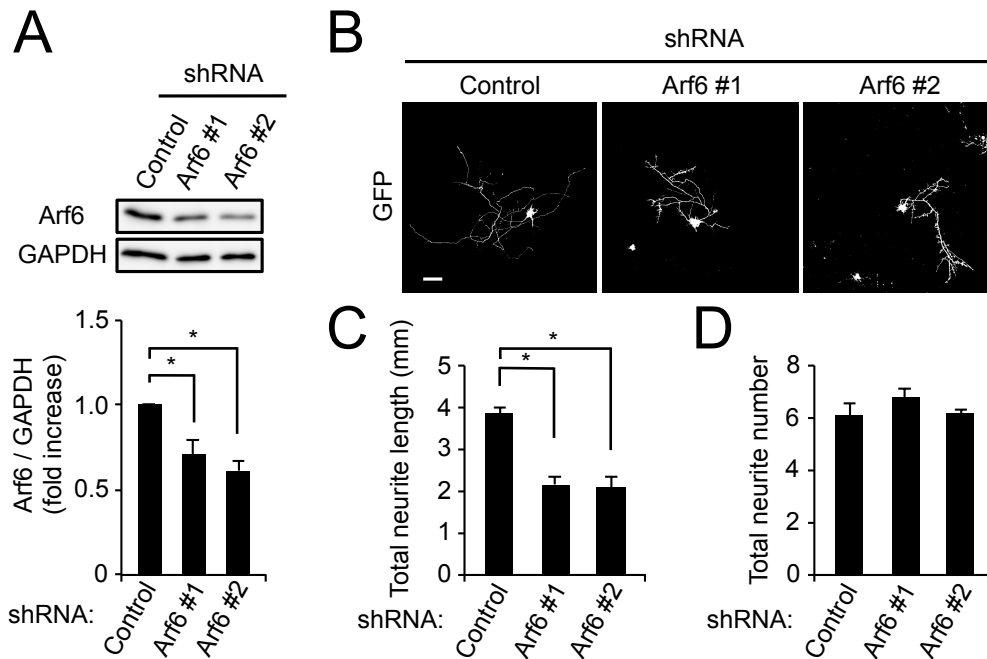 A
shRNA
Control
Arf6 #1
Arf6 #2
Arf6
GAPDH
Arf6 / GAPDH
(fold increase)
1.5
1.0
0.5
0
*
*
shRNA:
Control
Arf6 #1
Arf6 #2
B
shRNA
Control
Arf6 #1
Arf6 #2
GFP
C
Total neurite length (mm)
5
4
3
2
1
0
*
*
shRNA:
Control
Arf6 #1
Arf6 #2
D
Total neurite number
8
6
4
2
0
shRNA:
Control
Arf6 #1
Arf6 #2